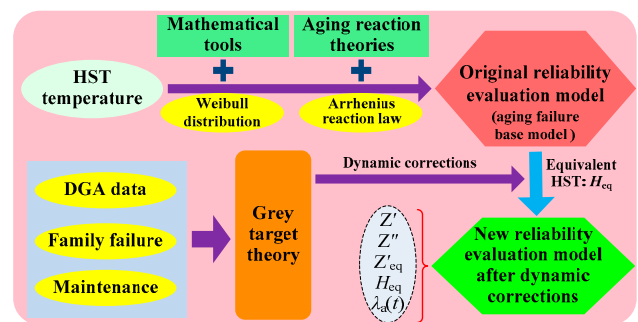 Mathematical
tools
Aging reaction
theories
HST
temperature
Weibull
distribution
Arrhenius
reaction law
Original reliability
evaluation model
(aging failure
base model)
Dynamic corrections
Equivalent
HST: Heq
DGA data
Family failure
Maintenance
Grey
target
theory
Z′
Z″
Z′eq
Heq
λa(t)
New reliability
evaluation model
after dynamic
corrections